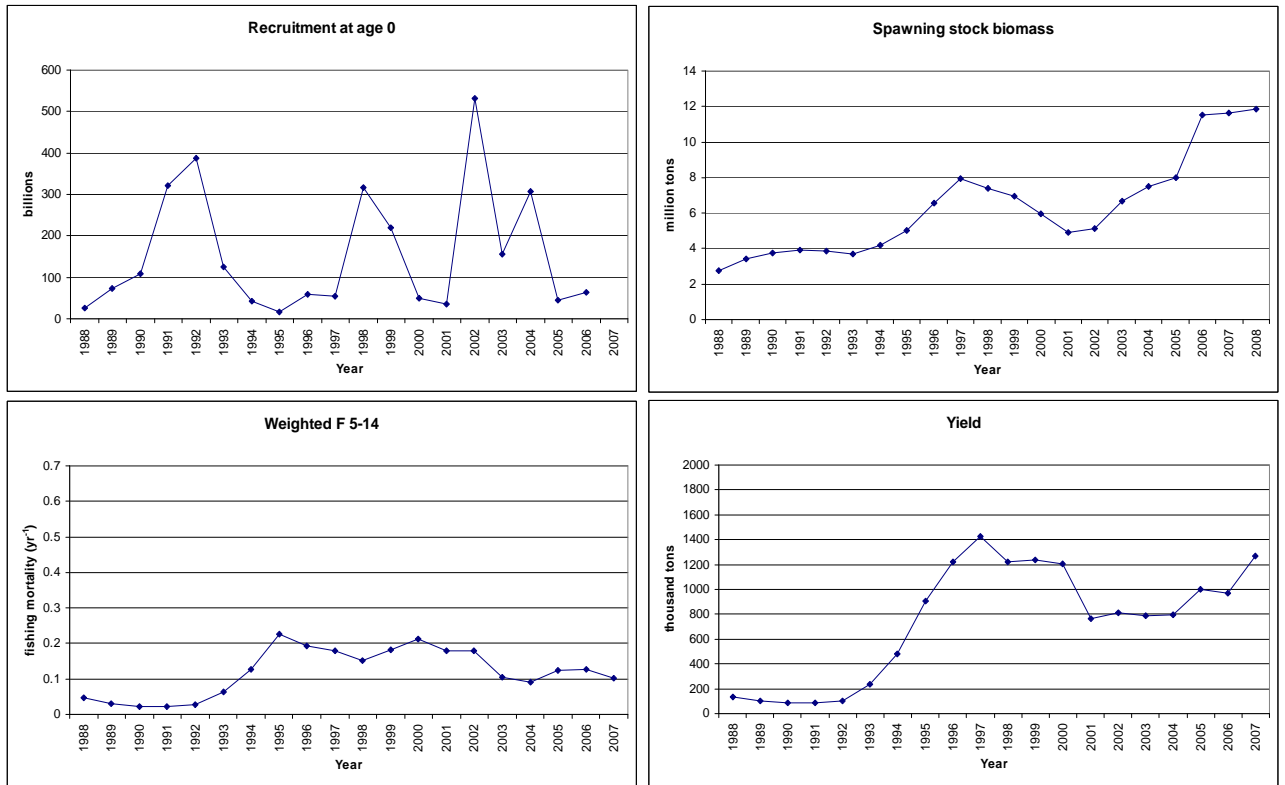 Recruitment at age 0
600
500
400
300
200
100
0
billions
1988 1989 1990 1991 1992 1993 1994 1995 1996 1997 1998 1999 2000 2001 2002 2003 2004 2005 2006 2007
Year
Spawning stock biomass
14
12
10
8
6
4
2
0
million tons
1988 1989 1990 1991 1992 1993 1994 1995 1996 1997 1998 1999 2000 2001 2002 2003 2004 2005 2006 2007 2008
Year
Weighted F 5-14
0.7
0.6
0.5
0.4
0.3
0.2
0.1
0
fishing mortality (yr⁻¹)
1988 1989 1990 1991 1992 1993 1994 1995 1996 1997 1998 1999 2000 2001 2002 2003 2004 2005 2006 2007
Year
Yield
2000
1800
1600
1400
1200
1000
800
600
400
200
0
thousand tons
1988 1989 1990 1991 1992 1993 1994 1995 1996 1997 1998 1999 2000 2001 2002 2003 2004 2005 2006 2007
Year